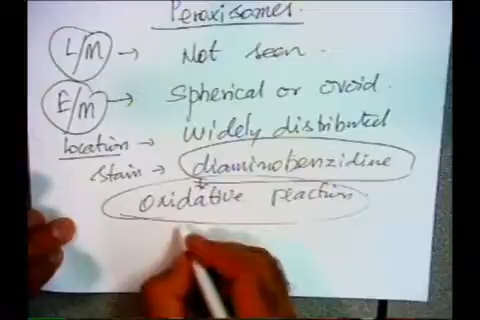 Peroxisomes.
L/M → Not seen..
E/M → Spherical or ovoid.
Location → widely distributed
Stain → diaminobenzidine
oxidative reaction